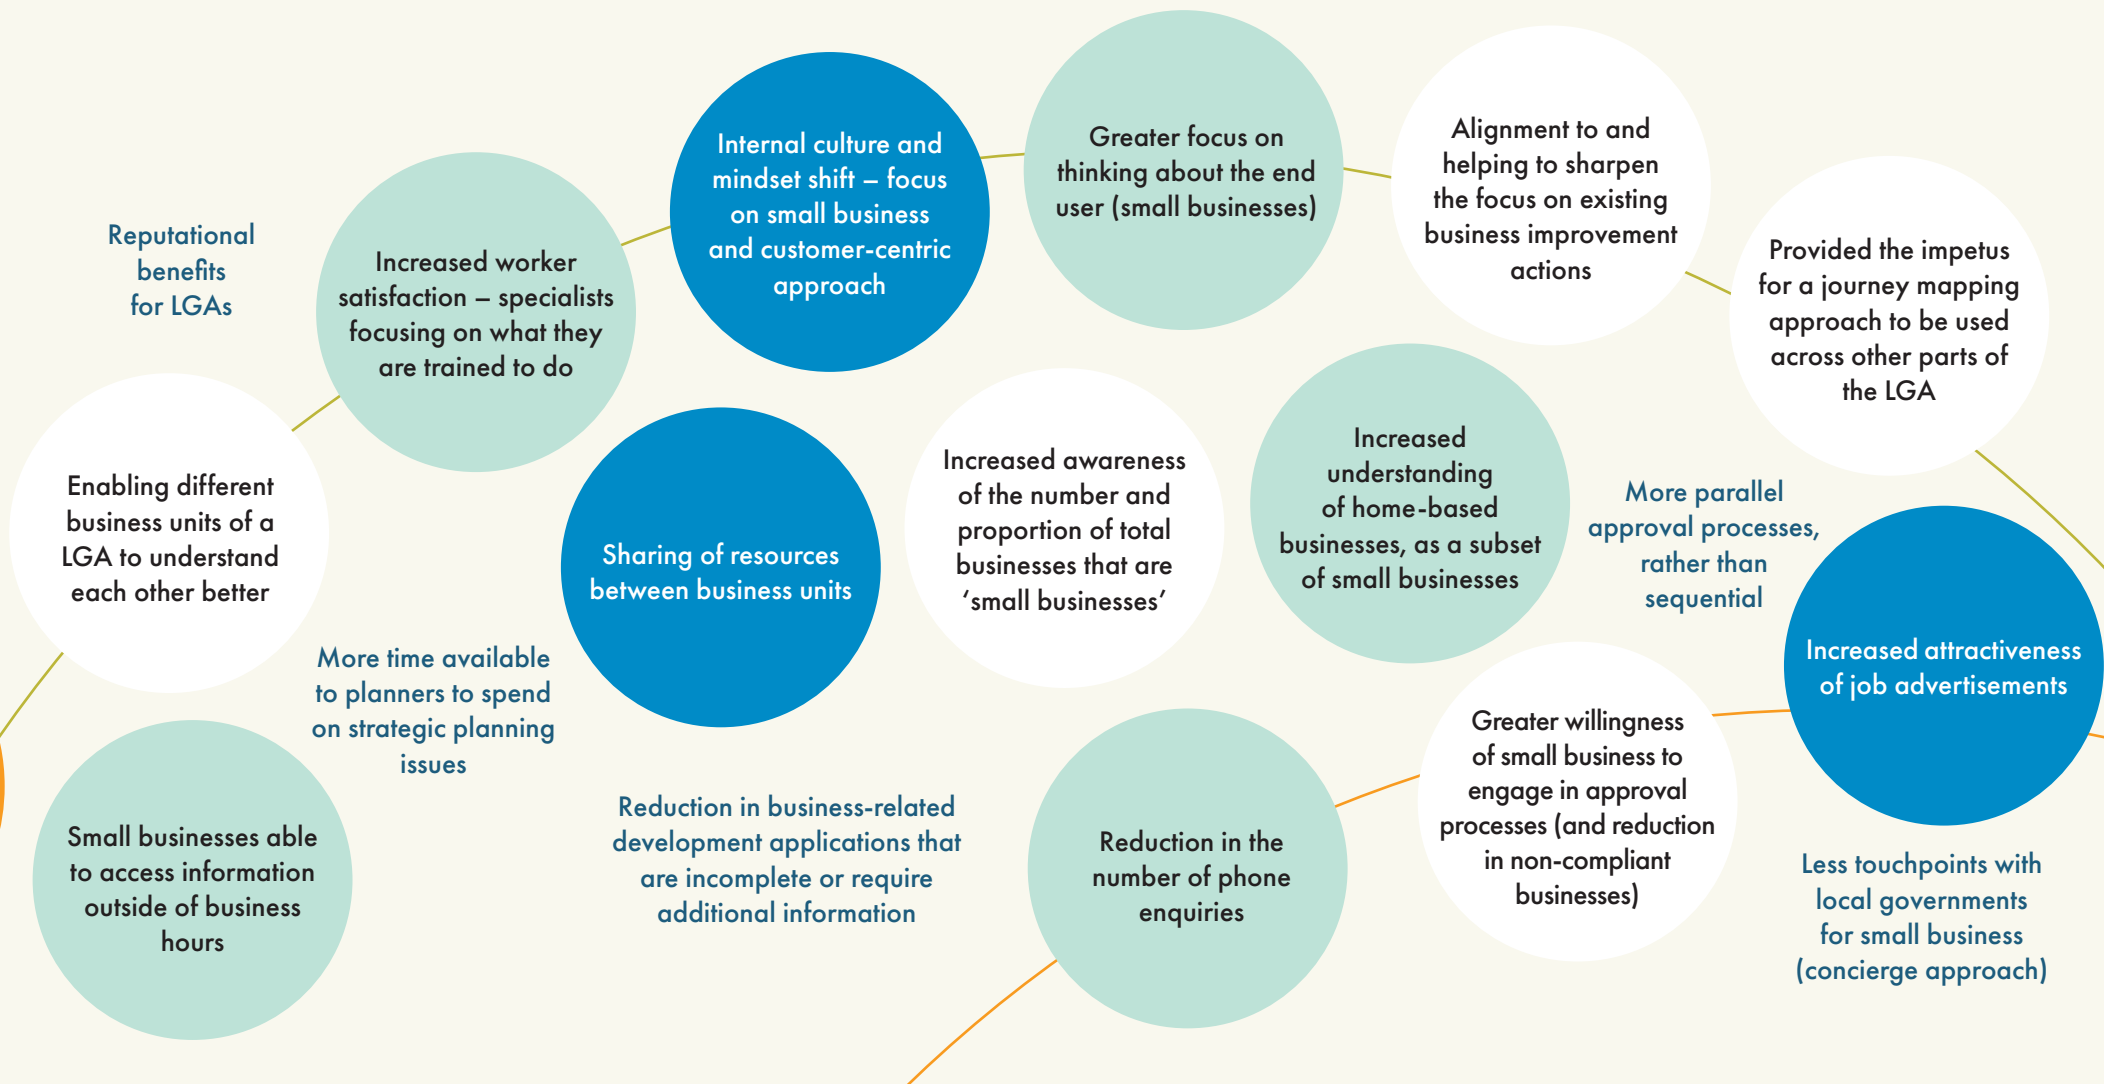 Reputational
benefits
for LGAs
Increased worker
satisfaction – specialists
focusing on what they
are trained to do
Internal culture and
mindset shift – focus
on small business
and customer-centric
approach
Greater focus on
thinking about the end
user (small businesses)
Alignment to and
helping to sharpen
the focus on existing
business improvement
actions
Provided the impetus
for a journey mapping
approach to be used
across other parts of
the LGA
Enabling different
business units of a
LGA to understand
each other better
Sharing of resources
between business units
Increased awareness
of the number and
proportion of total
businesses that are
‘small businesses’
Increased
understanding
of home-based
businesses, as a subset
of small businesses
More parallel
approval processes,
rather than
sequential
Increased attractiveness
of job advertisements
More time available
to planners to spend
on strategic planning
issues
Small businesses able
to access information
outside of business
hours
Reduction in business-related
development applications that
are incomplete or require
additional information
Reduction in the
number of phone
enquiries
Greater willingness
of small business to
engage in approval
processes (and reduction
in non-compliant
businesses)
Less touchpoints with
local governments
for small business
(concierge approach)